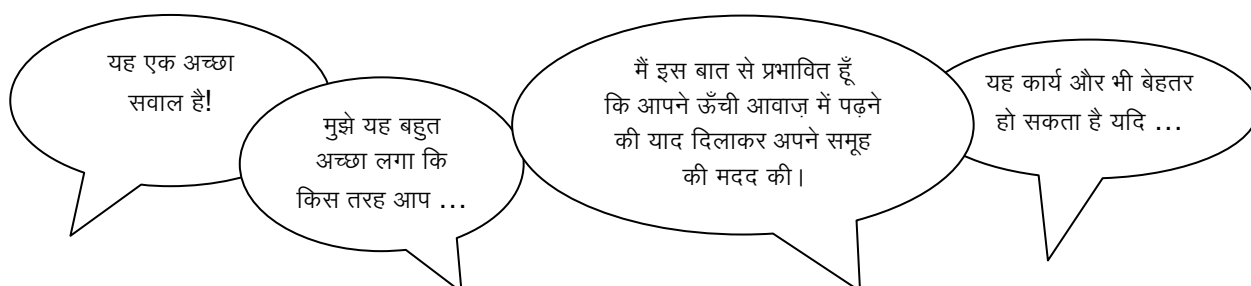 यह एक अच्छा
सवाल है!
मुझे यह बहुत
अच्छा लगा कि
किस तरह आप ...
मैं इस बात से प्रभावित हूँ
कि आपने ऊँची आवाज़ में पढ़ने
की याद दिलाकर अपने समूह
की मदद की।
यह कार्य और भी बेहतर
हो सकता है यदि ...